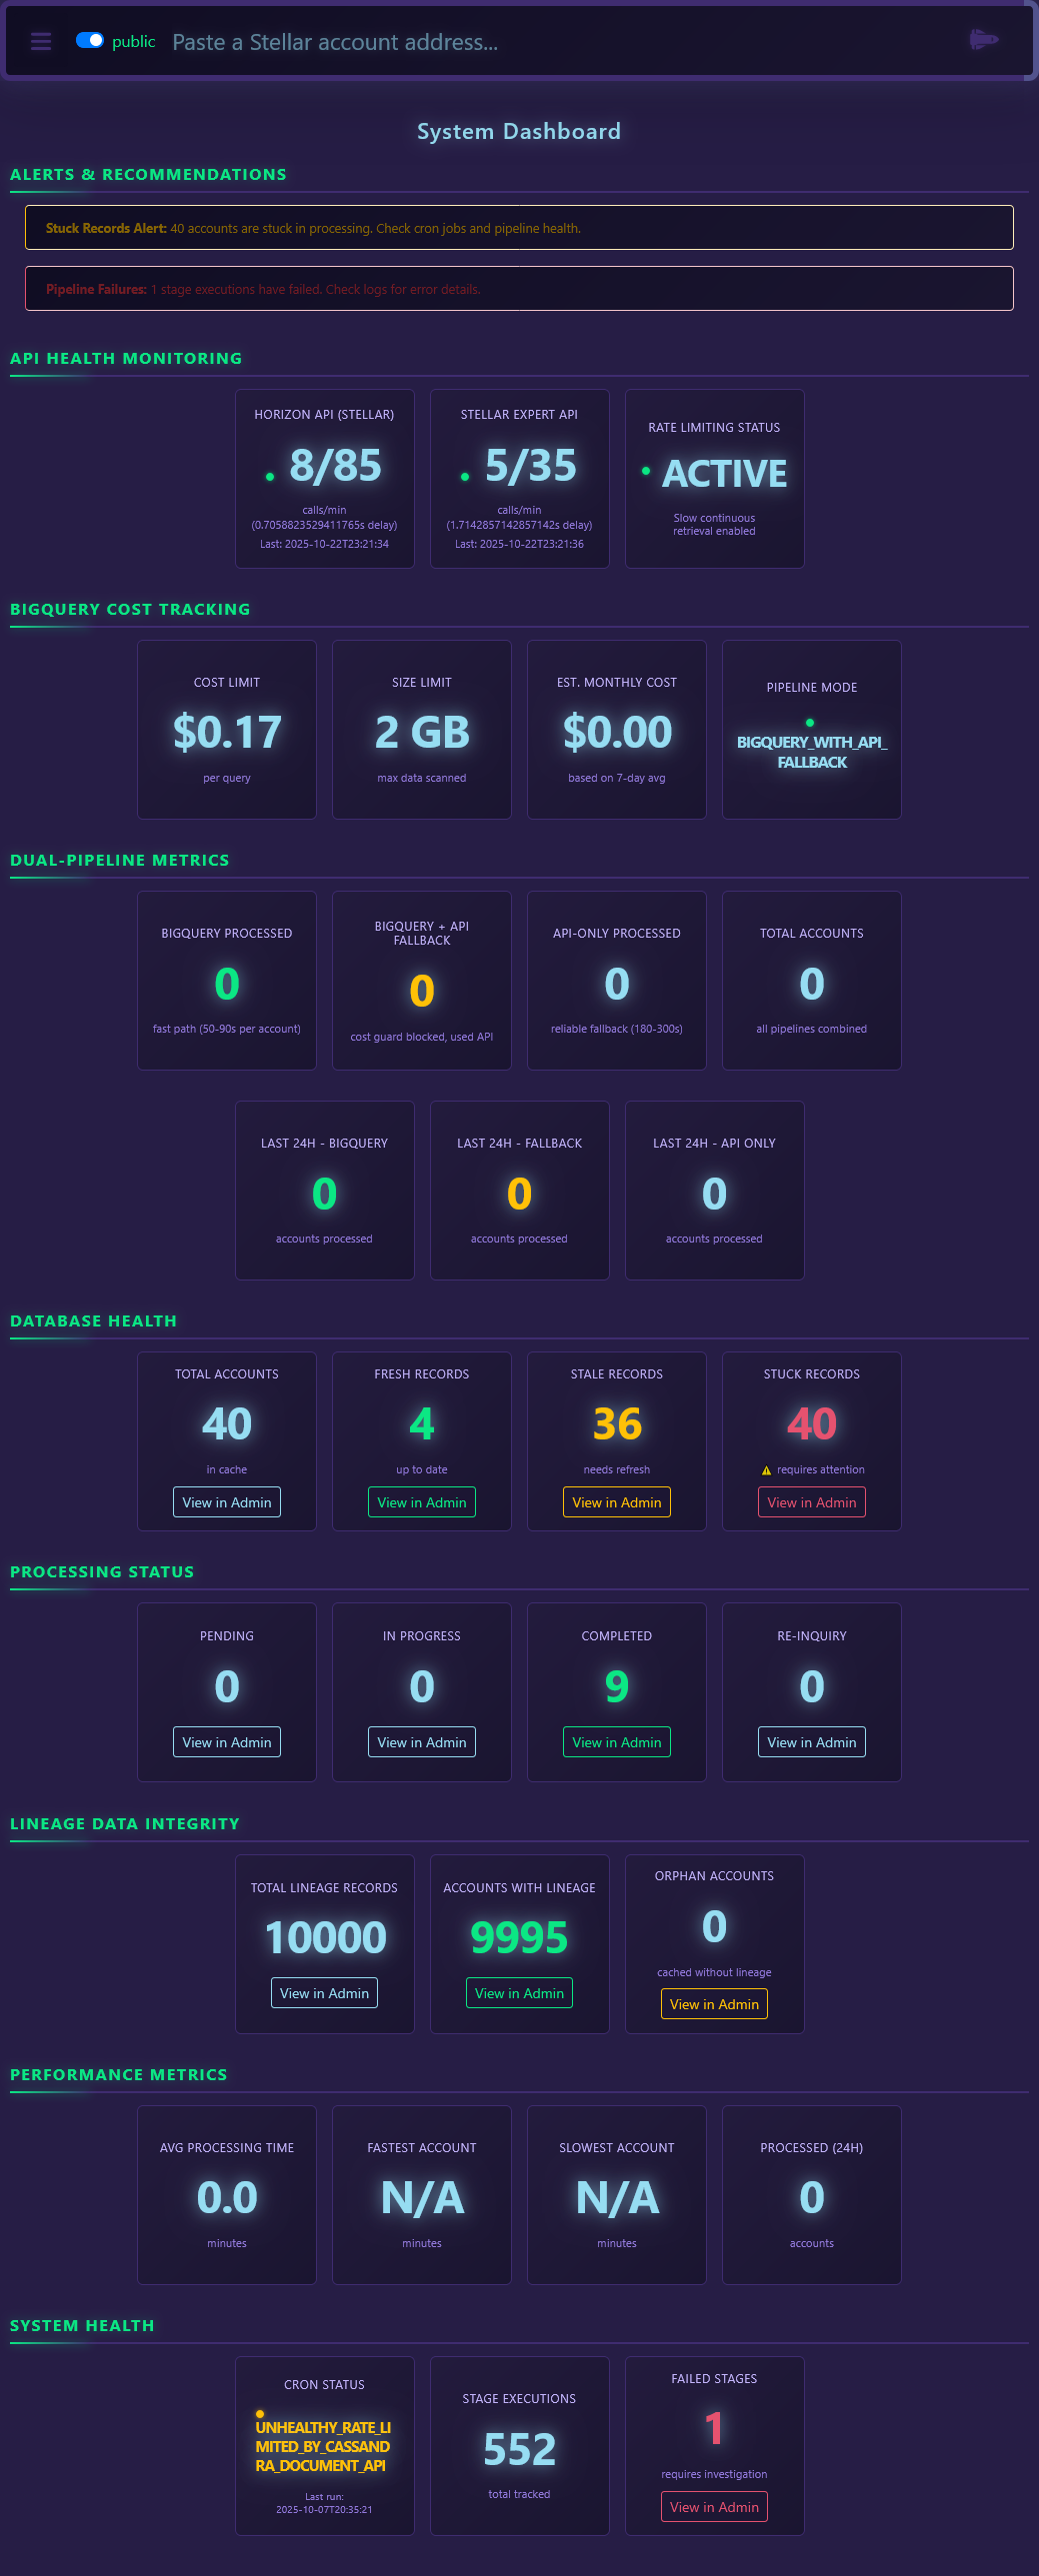 public Paste a Stellar account address...
System Dashboard
ALERTS & RECOMMENDATIONS
Stuck Records Alert: 40 accounts are stuck in processing. Check cron jobs and pipeline health.
Pipeline Failures: 1 stage executions have failed. Check logs for error details.
API HEALTH MONITORING
HORIZON API (STELLAR)
8/85
calls/min
(0.7058823529411765s delay)
Last: 2025-10-22T23:21:34
STELLAR EXPERT API
5/35
calls/min
(1.7142857142857142s delay)
Last: 2025-10-22T23:21:36
RATE LIMITING STATUS
ACTIVE
Slow continuous
retrieval enabled
BIGQUERY COST TRACKING
COST LIMIT
$0.17
per query
SIZE LIMIT
2 GB
max data scanned
EST. MONTHLY COST
$0.00
based on 7-day avg
PIPELINE MODE
BIGQUERY_WITH_API_
FALLBACK
DUAL-PIPELINE METRICS
BIGQUERY PROCESSED
0
fast path (50-90s per account)
BIGQUERY + API
FALLBACK
0
cost guard blocked, used API
API-ONLY PROCESSED
0
reliable fallback (180-300s)
TOTAL ACCOUNTS
0
all pipelines combined
LAST 24H - BIGQUERY
0
accounts processed
LAST 24H - FALLBACK
0
accounts processed
LAST 24H - API ONLY
0
accounts processed
DATABASE HEALTH
TOTAL ACCOUNTS
40
in cache
View in Admin
FRESH RECORDS
4
up to date
View in Admin
STALE RECORDS
36
needs refresh
View in Admin
STUCK RECORDS
40
⚠ requires attention
View in Admin
PROCESSING STATUS
PENDING
0
View in Admin
IN PROGRESS
0
View in Admin
COMPLETED
9
View in Admin
RE-INQUIRY
0
View in Admin
LINEAGE DATA INTEGRITY
TOTAL LINEAGE RECORDS
10000
View in Admin
ACCOUNTS WITH LINEAGE
9995
View in Admin
ORPHAN ACCOUNTS
0
cached without lineage
View in Admin
PERFORMANCE METRICS
AVG PROCESSING TIME
0.0
minutes
FASTEST ACCOUNT
N/A
minutes
SLOWEST ACCOUNT
N/A
minutes
PROCESSED (24H)
0
accounts
SYSTEM HEALTH
CRON STATUS
UNHEALTHY_RATE_LI
MITED_BY_CASSAND
RA_DOCUMENT_API
Last run:
2025-10-07T20:35:21
STAGE EXECUTIONS
552
total tracked
FAILED STAGES
1
requires investigation
View in Admin